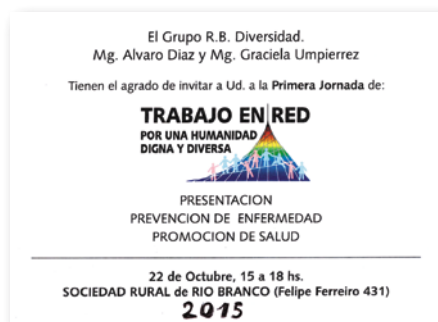 El Grupo R.B. Diversidad.
Mg. Alvaro Diaz y Mg. Graciela Umpierrez
Tienen el agrado de invitar a Ud. a la Primera Jornada de:
TRABAJO EN RED
POR UNA HUMANIDAD
DIGNA Y DIVERSA
PRESENTACION
PREVENCION DE ENFERMEDAD
PROMOCION DE SALUD
22 de Octubre, 15 a 18 hs.
SOCIEDAD RURAL de RIO BRANCO (Felipe Ferreiro 431)
2015